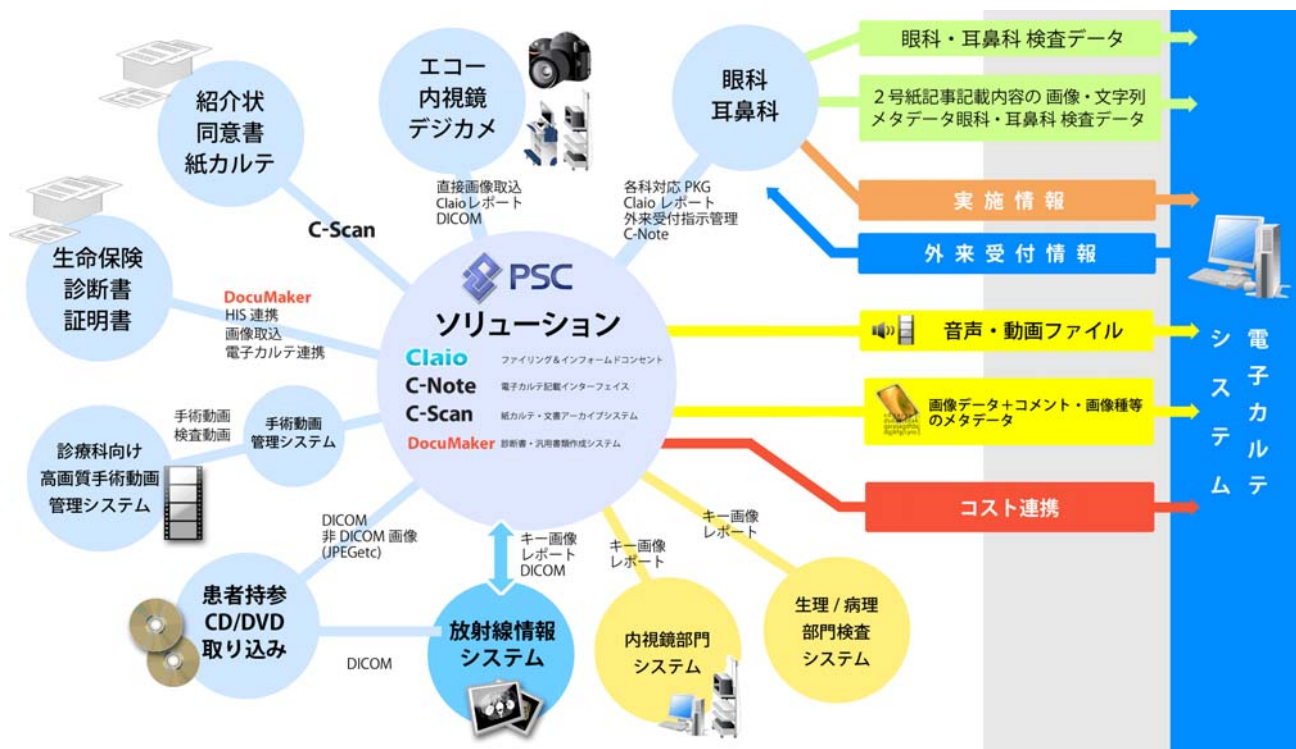 紹介状
同意書
紙カルテ
エコー
内視鏡
デジカメ
眼科
耳鼻科
眼科・耳鼻科 検査データ
２号紙記事記載内容の 画像・文字列
メタデータ眼科・耳鼻科 検査データ
実施情報
外来受付情報
直接画像取込
Claioレポート
DICOM
各科対応 PKG
Claio レポート
外来受付指示管理
C-Note
C-Scan
生命保険
診断書
証明書
DocuMaker
HIS 連携
画像取込
電子カルテ連携
PSC
ソリューション
Claio ファイリング＆インフォームドコンセント
C-Note 電子カルテ記載インターフェイス
C-Scan 紙カルテ・文書アーカイブシステム
DocuMaker 診断書・汎用書類作成システム
音声・動画ファイル
画像データ＋コメント・画像種等
のメタデータ
コスト連携
電子カルテ
システム
手術動画
検査動画
手術動画
管理システム
診療科向け
高画質手術動画
管理システム
DICOM
非 DICOM 画像
(JPEGetc)
キー画像
レポート
DICOM
キー画像
レポート
キー画像
レポート
患者持参
CD/DVD
取り込み
DICOM
放射線情報
システム
内視鏡部門
システム
生理 / 病理
部門検査
システム